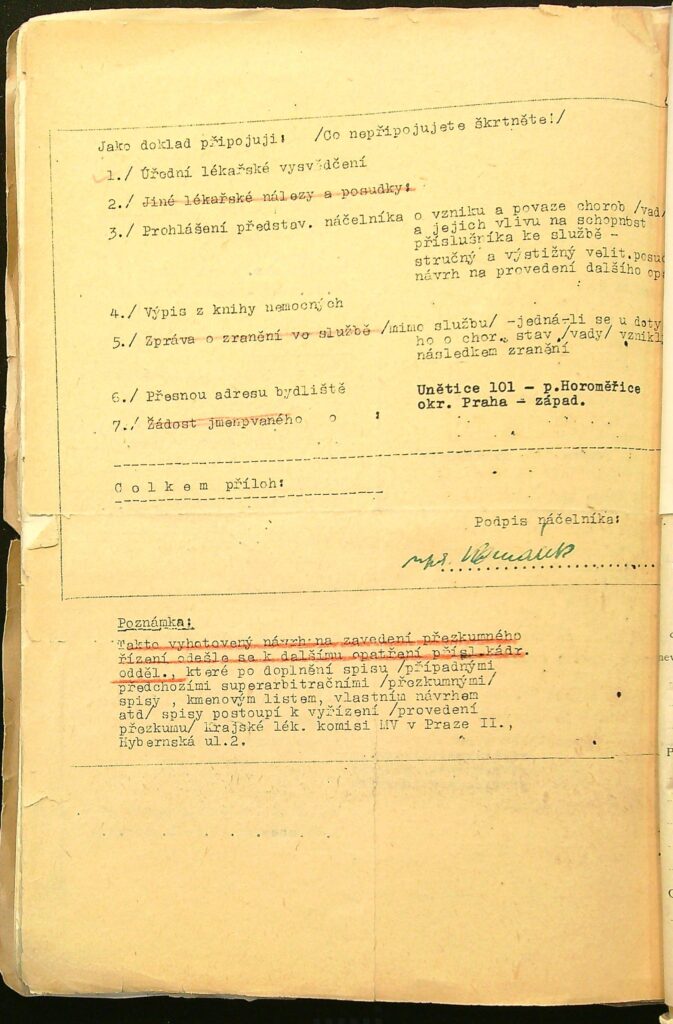 Jako doklad připojuji: /Co nepřipojujete škrtněte!/
1./ Úřední lékařské vysvědčení
2./ Jiné lékařské nálezy a posudky:
3./ Prohlášení představ. náčelníka o vzniku a povaze chorob /vad/
a jejich vlivu na schopnost
příslušníka ke službě -
stručný a výstižný velit.posu
návrh na provedení dalšího op
4./ Výpis z knihy nemocných
5./ Zpráva o zranění ve službě /mimo službu/ -jedná-li se u doty
ho o chor., stav /vady/ vznikl
následkem zranění
6./ Přesnou adresu bydliště Unětice 101 - p.Horoměřice
okr. Praha - západ.
7./ Žádost jmenpvaného o :
C e l k e m příloh:
Podpis náčelníka:
Poznámka:
Takto vyhotovený návrh na zavedení přezkumného
řízení odešle se k dalšímu opatření přísl.kádr.
odděl., které po doplnění spisu /případnými
předchozími superarbitračními /přezkumnými/
spisy , kmenovým listem, vlastním návrhem
atd/ spisy postoupí k vyřízení /provedení
přezkumu/ Krajské lék. komisi MV v Praze II.,
Hybernská ul.2.